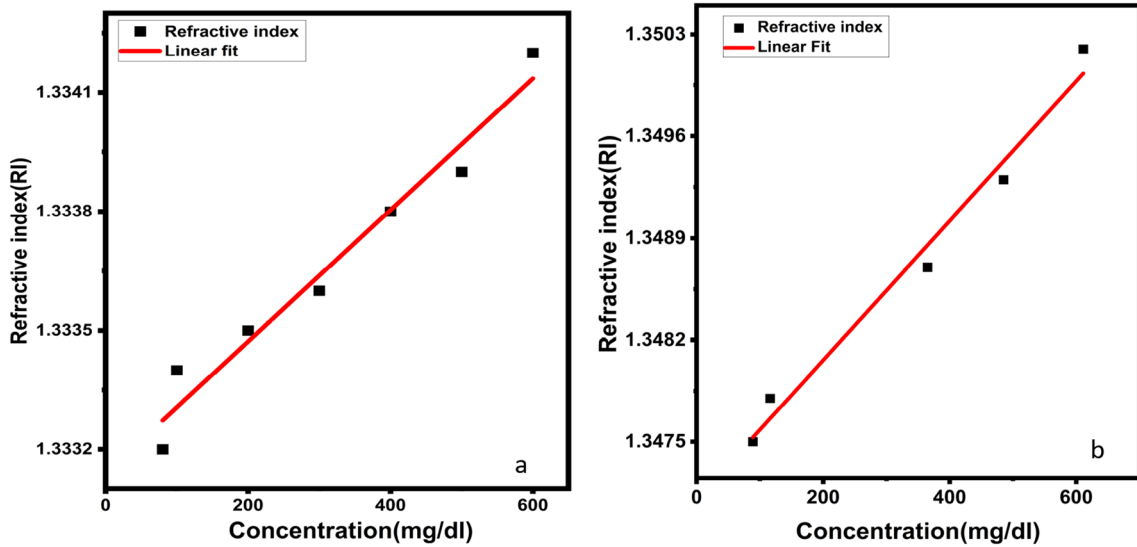 Refractive index
Linear fit
1.3341
1.3338
1.3335
1.3332
Refractive index(RI)
0
200
400
600
Concentration(mg/dl)
a
Refractive index
Linear Fit
1.3503
1.3496
1.3489
1.3482
1.3475
Refractive index(RI)
0
200
400
600
Concentration(mg/dl)
b